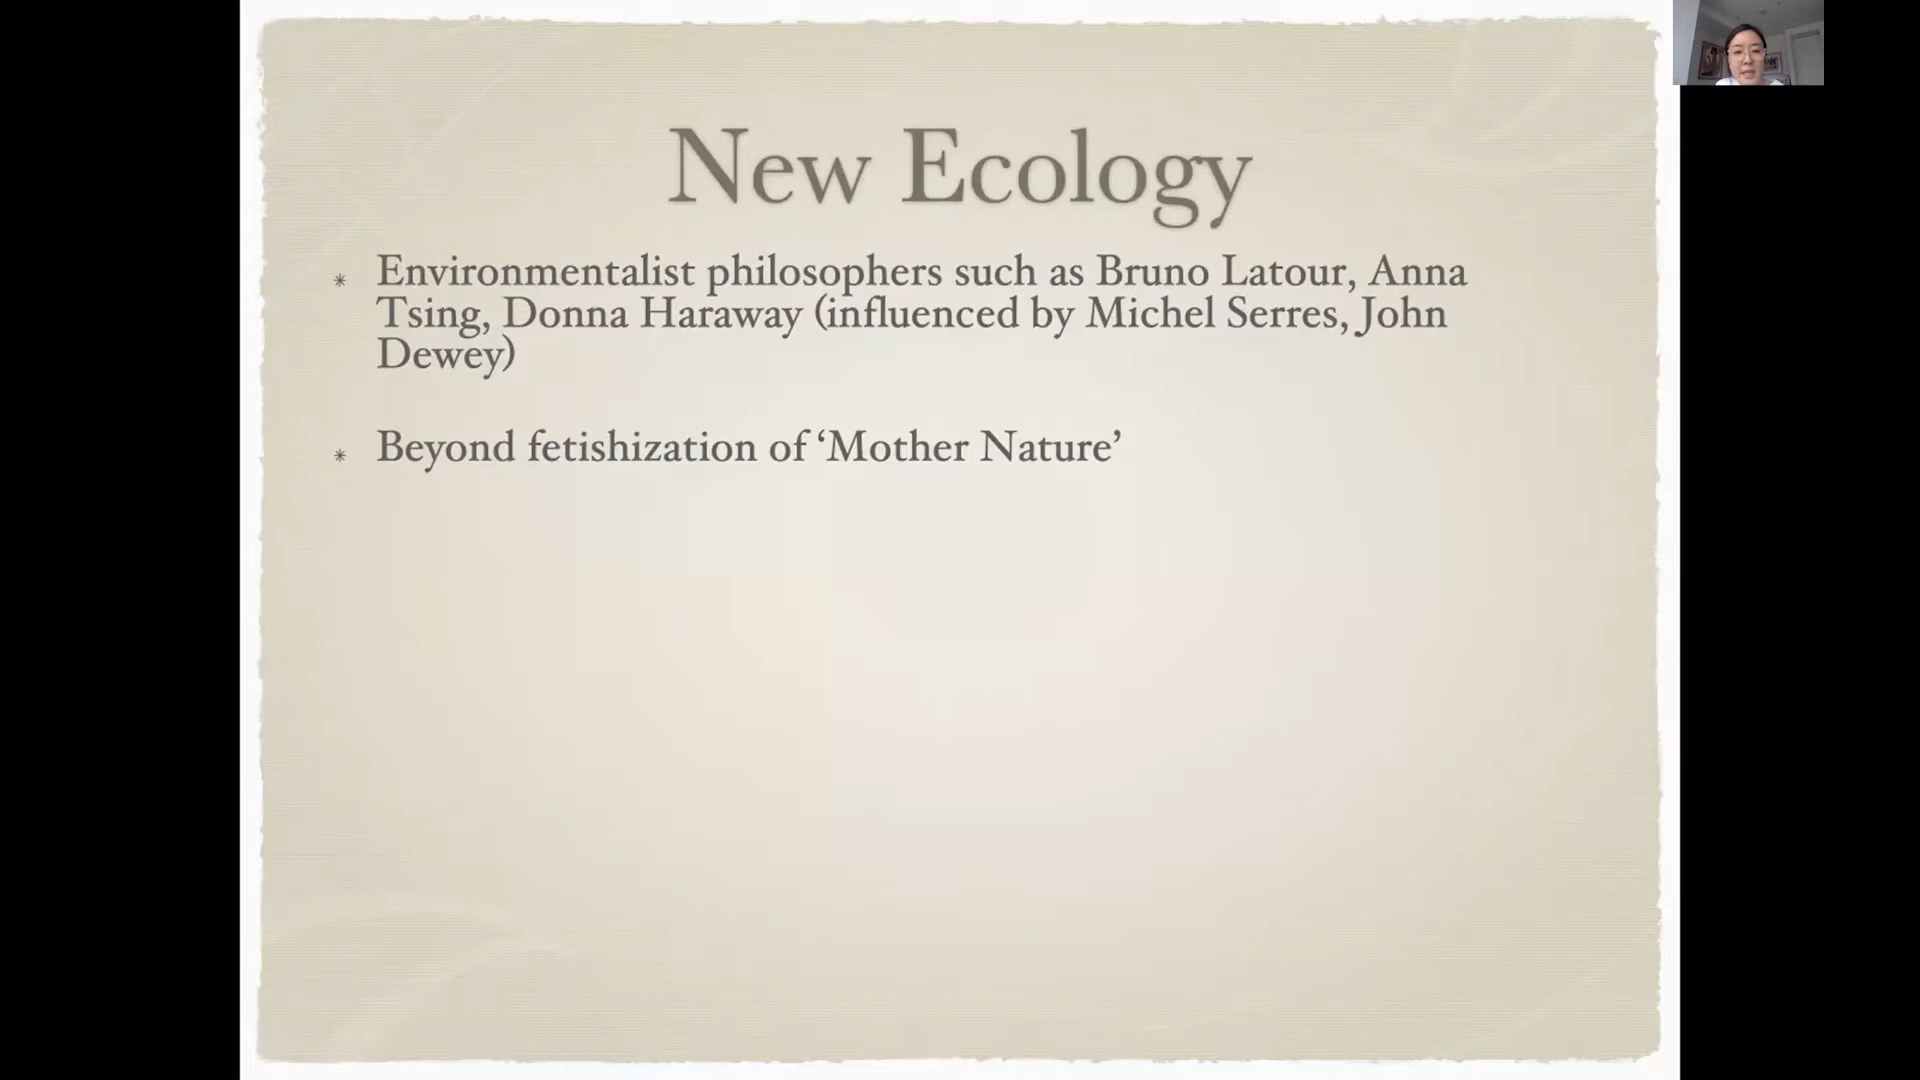 New Ecology
* Environmentalist philosophers such as Bruno Latour, Anna
Tsing, Donna Haraway (influenced by Michel Serres, John
Dewey)
* Beyond fetishization of ‘Mother Nature’